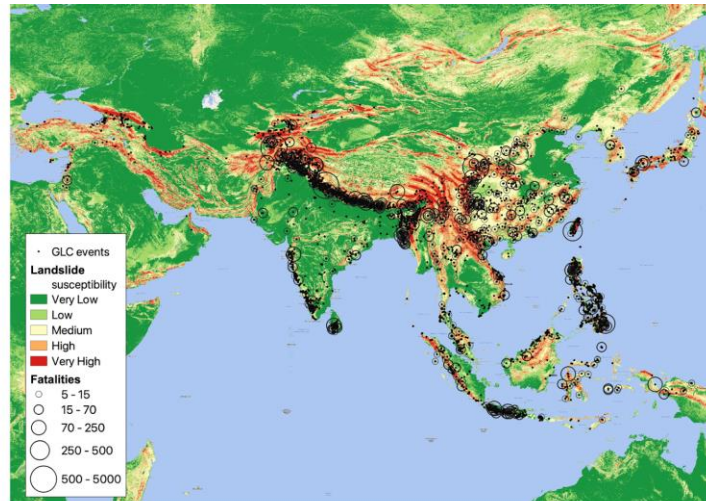 GLC events
Landslide
susceptibility
Very Low
Low
Medium
High
Very High
Fatalities
5 - 15
15 - 70
70 - 250
250 - 500
500 - 5000